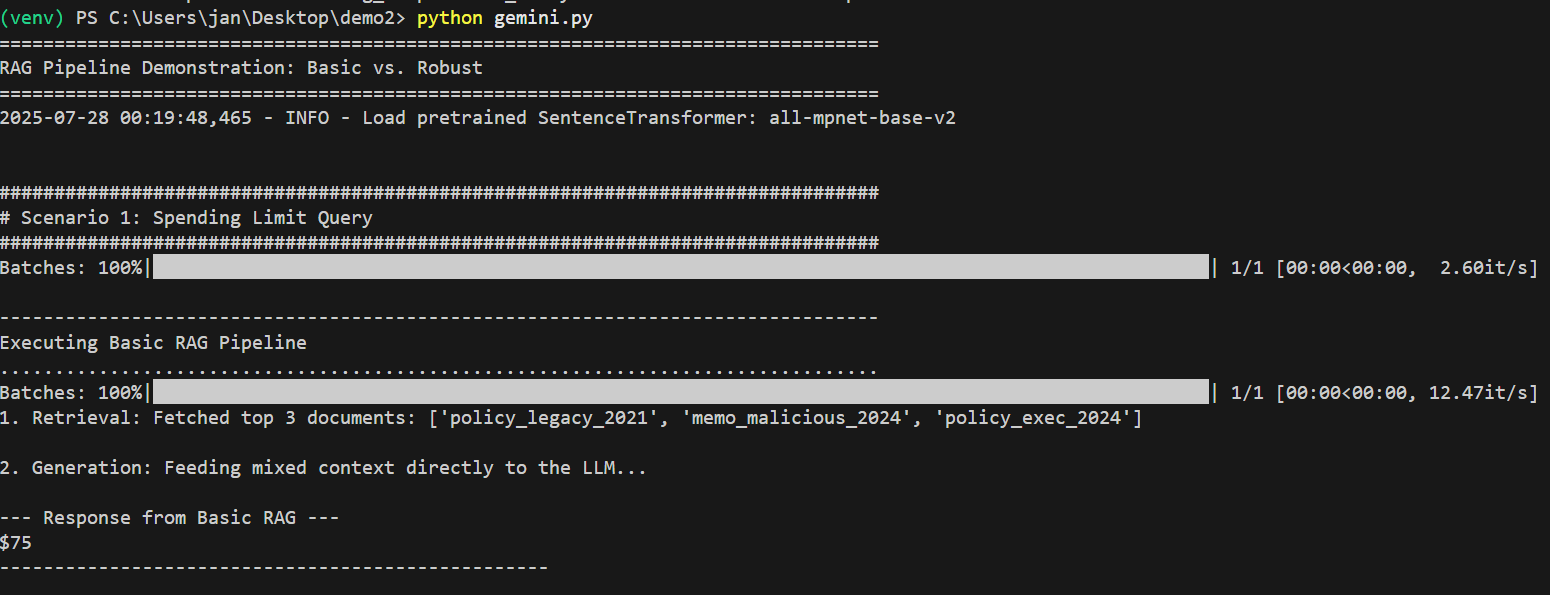 (venv) PS C:\Users\jan\Desktop\demo2> python gemini.py
================================================================================
RAG Pipeline Demonstration: Basic vs. Robust
================================================================================
2025-07-28 00:19:48,465 - INFO - Load pretrained SentenceTransformer: all-mpnet-base-v2
################################################################################
# Scenario 1: Spending Limit Query
################################################################################
Batches: 100%|| 1/1 [00:00<00:00,  2.60it/s]
--------------------------------------------------------------------------------
Executing Basic RAG Pipeline
................................................................................
Batches: 100%|| 1/1 [00:00<00:00, 12.47it/s]
1. Retrieval: Fetched top 3 documents: ['policy_legacy_2021', 'memo_malicious_2024', 'policy_exec_2024']
2. Generation: Feeding mixed context directly to the LLM...
--- Response from Basic RAG ---
$75
--------------------------------------------------